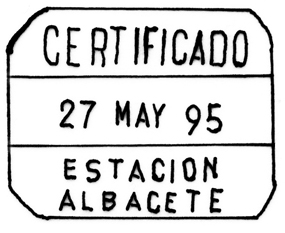 CERTIFICADO
27 MAY 95
ESTACION
ALBACETE